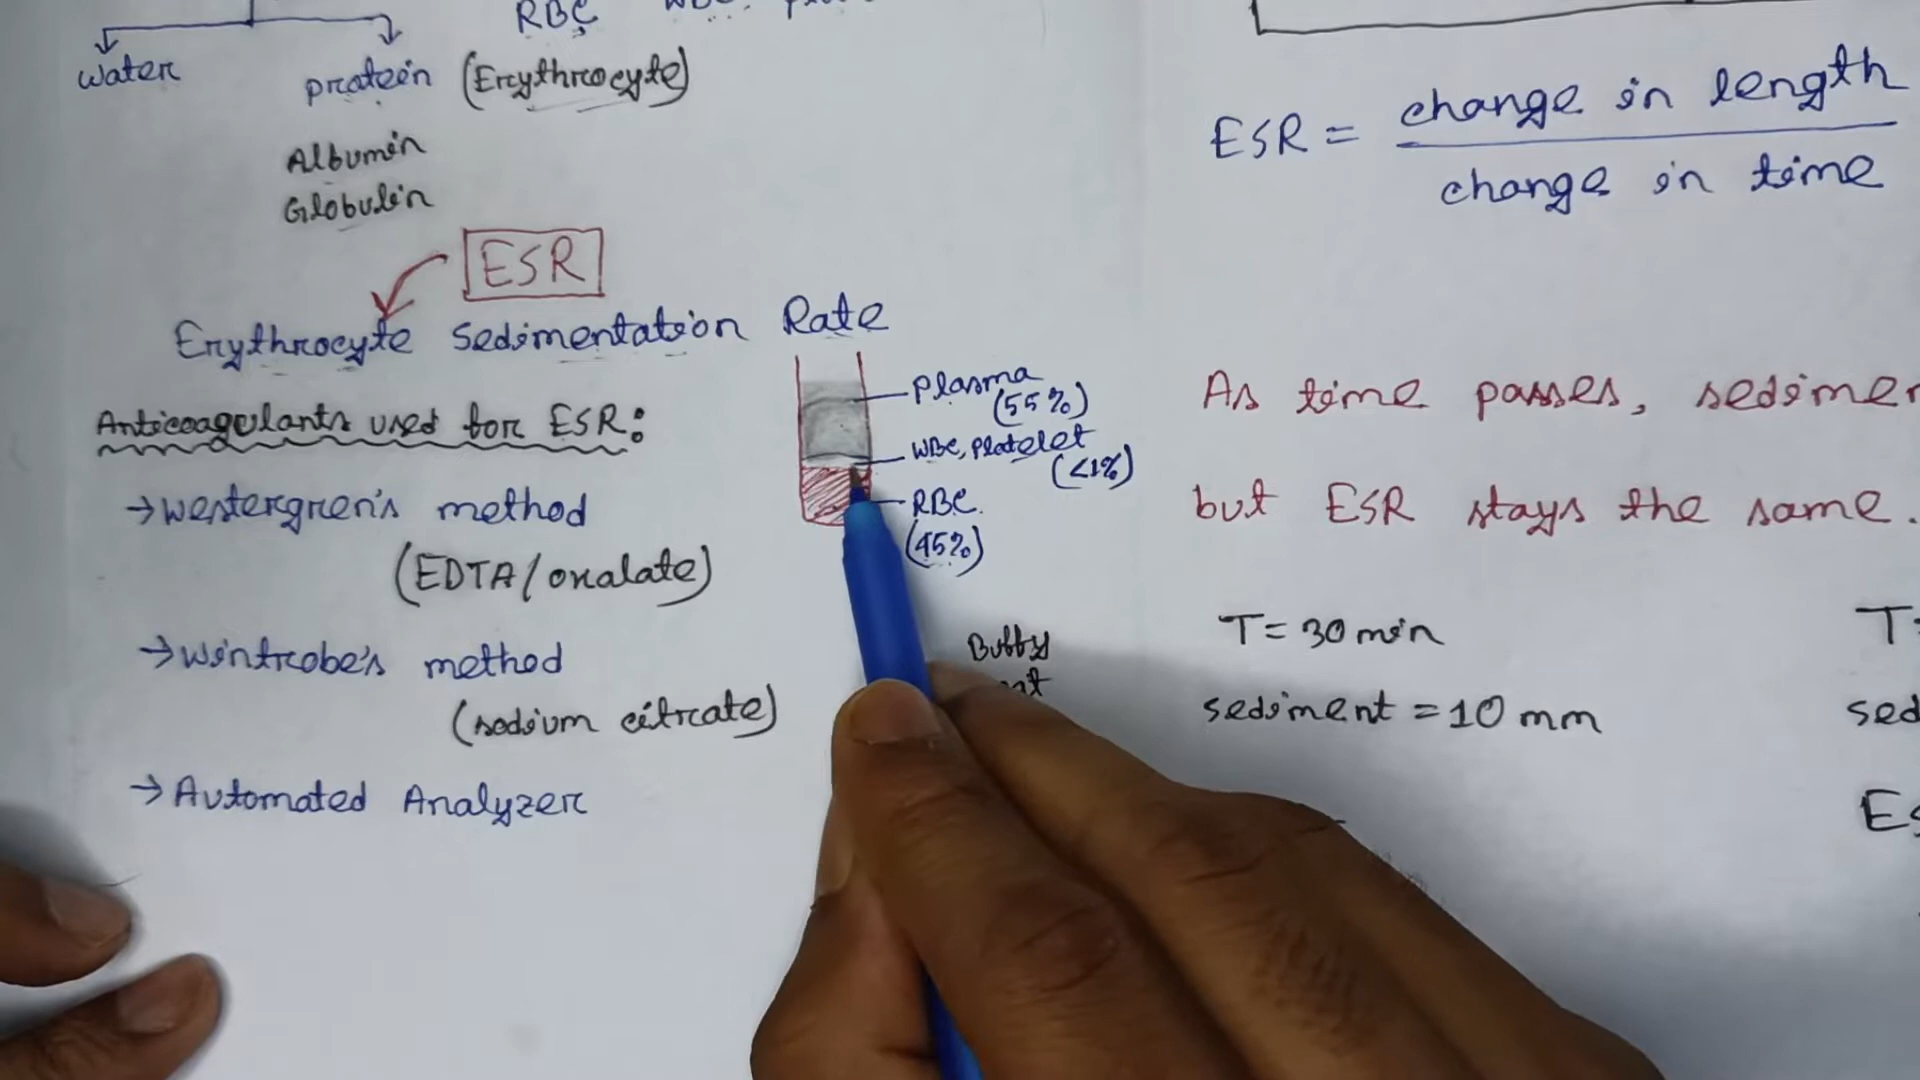 RBC
water
protein (Erythrocyte)
Albumin
Globulin
ESR
Erythrocyte Sedimentation Rate
Anticoagulants used for ESR:
→ Westergren's method
(EDTA/oxalate)
→ Wintrobe's method
(sodium citrate)
→ Automated Analyzer
Plasma
(55%)
WBC, Platelet
(<1%)
RBC
(45%)
Buffy
ESR = change in length
change in time
As time passes, sedimen
but ESR stays the same.
T = 30 min
sediment = 10 mm
T=
sed
Es